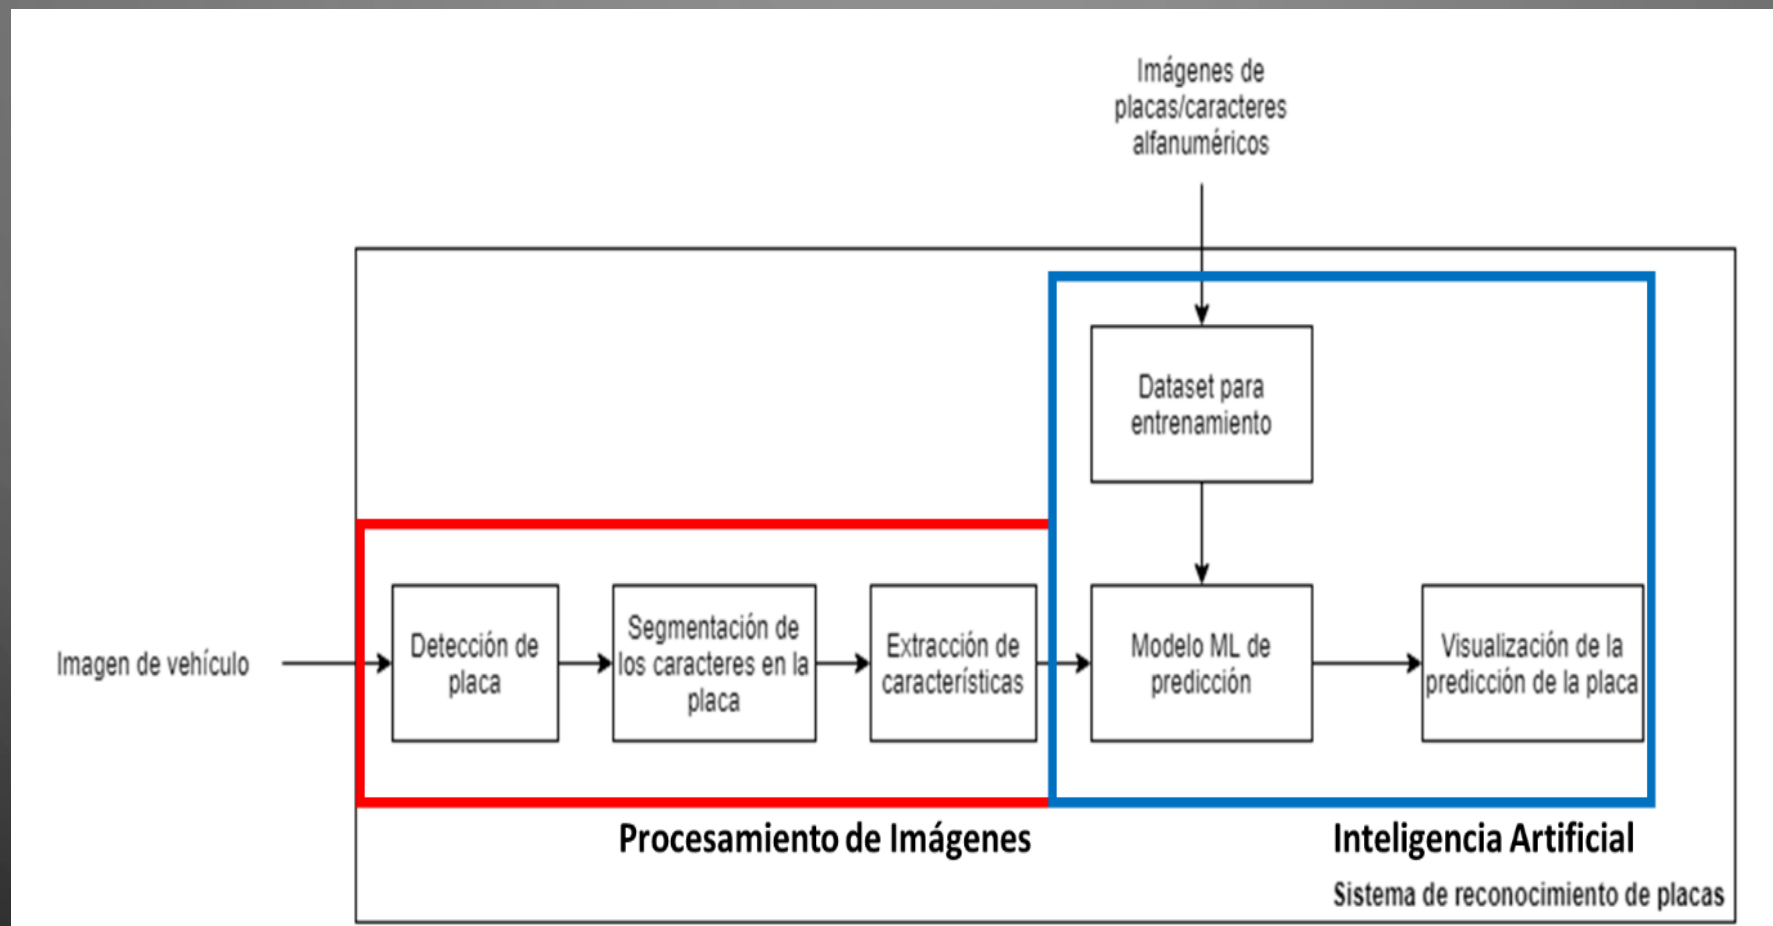 Imágenes de
placas/caracteres
alfanuméricos
Dataset para
entrenamiento
Imagen de vehículo
Detección de
placa
Segmentación de
los caracteres en la
placa
Extracción de
características
Modelo ML de
predicción
Visualización de la
predicción de la placa
Procesamiento de Imágenes
Inteligencia Artificial
Sistema de reconocimiento de placas